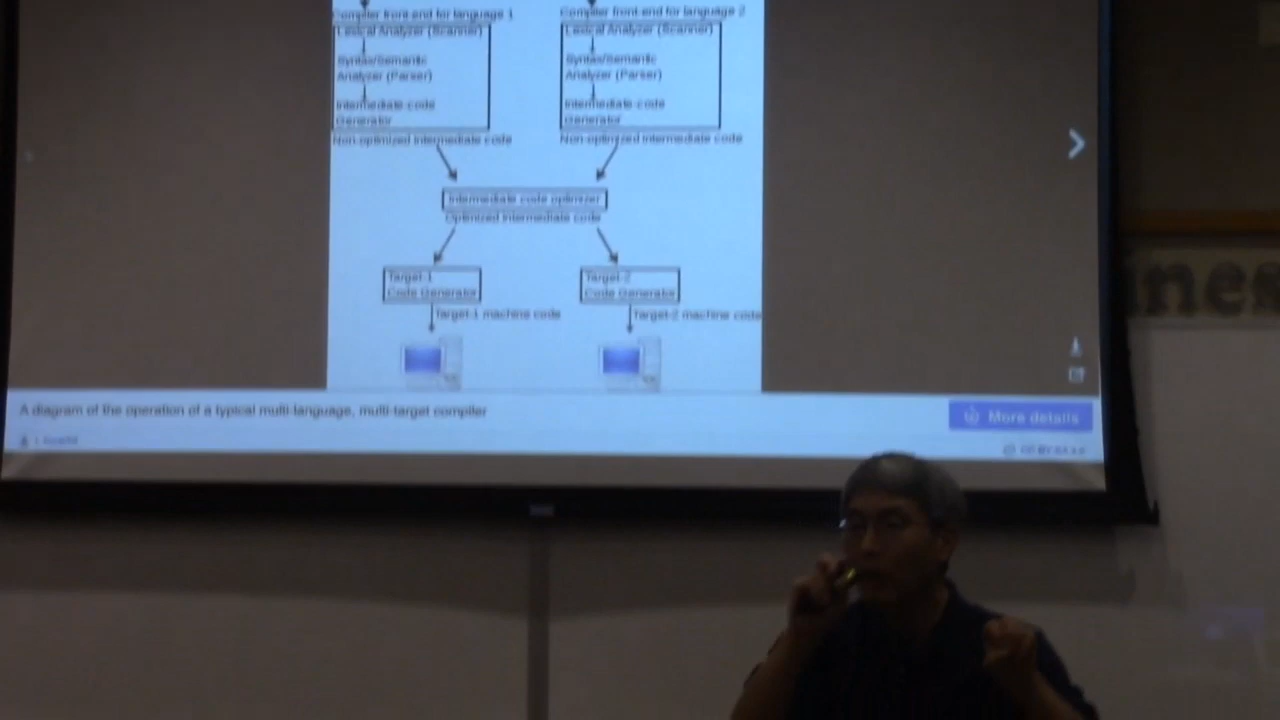 Compiler front-end for language 1
Compiler front-end for language 2
Lexical Analyzer (Scanner)
Lexical Analyzer (Scanner)
Syntax/Semantic
Analyzer (Parser)
Syntax/Semantic
Analyzer (Parser)
Intermediate-code
Generator
Intermediate-code
Generator
Non-optimized intermediate code
Non-optimized intermediate code
Intermediate code optimizer
Optimized intermediate code
Target-1
Code Generator
Target-2
Code Generator
Target-1 machine code
Target-2 machine code
A diagram of the operation of a typical multi-language, multi-target compiler
More details